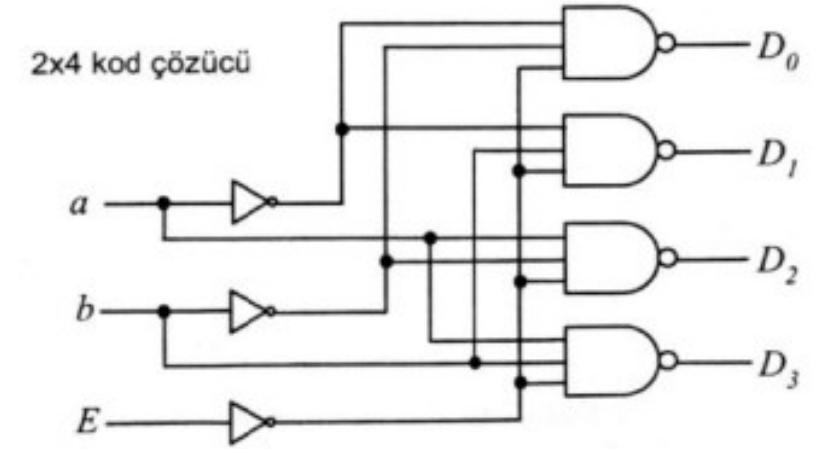 2x4 kod çözücü
D₀
D₁
a
D₂
b
D₃
E